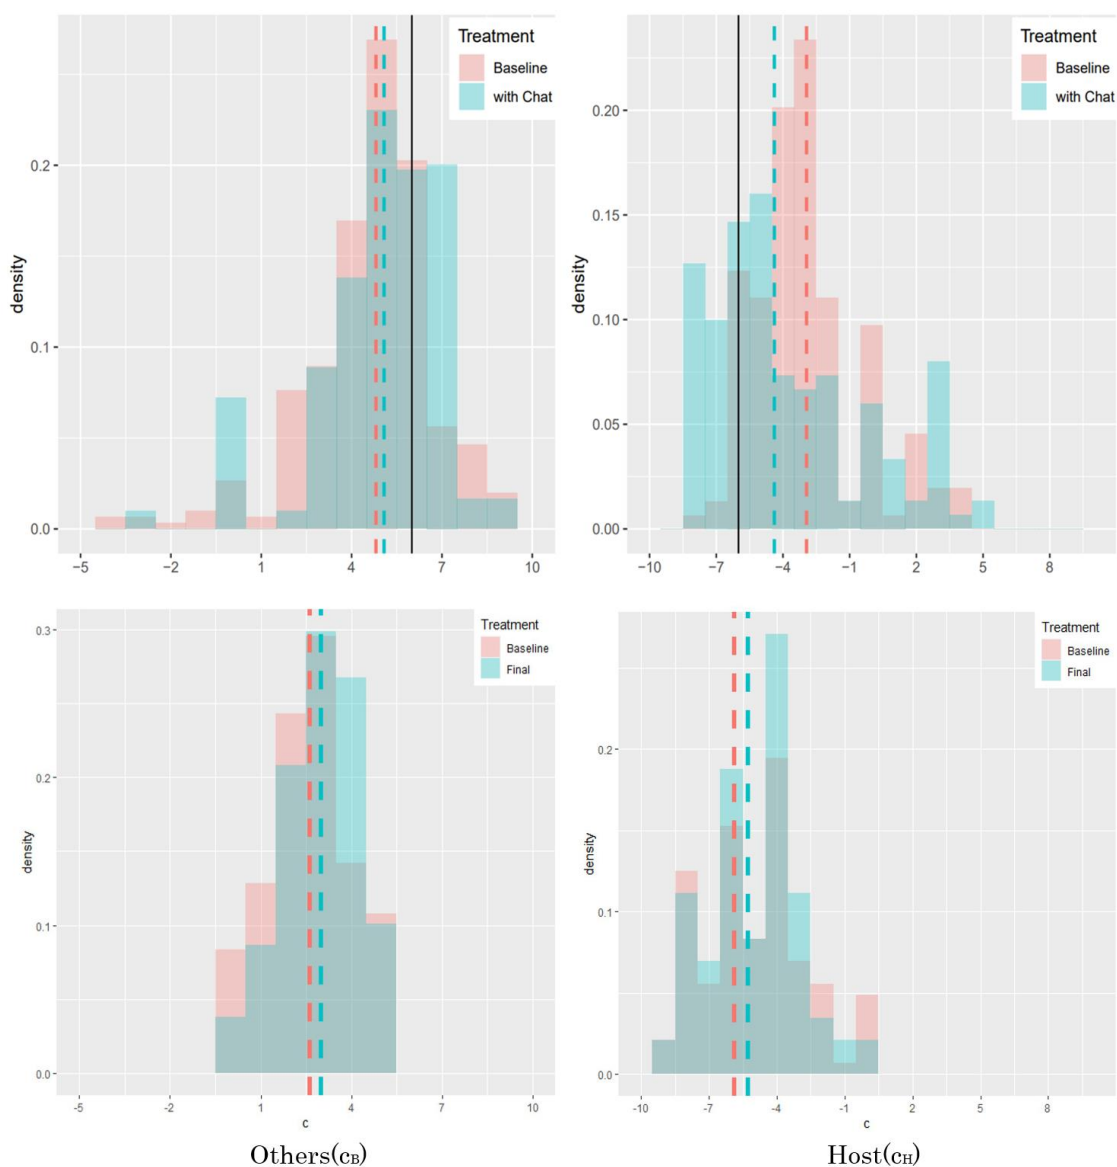 Treatment
Baseline
with Chat
density
0.2
0.1
0.0
-5
-2
1
4
7
10
Treatment
Baseline
with Chat
density
0.20
0.15
0.10
0.05
0.00
-10
-7
-4
-1
2
5
8
Treatment
Baseline
Final
density
0.3
0.2
0.1
0.0
-5
-2
1
4
7
10
c
Others(cB)
Treatment
Baseline
Final
density
0.2
0.1
0.0
-10
-7
-4
-1
2
5
8
c
Host(cH)